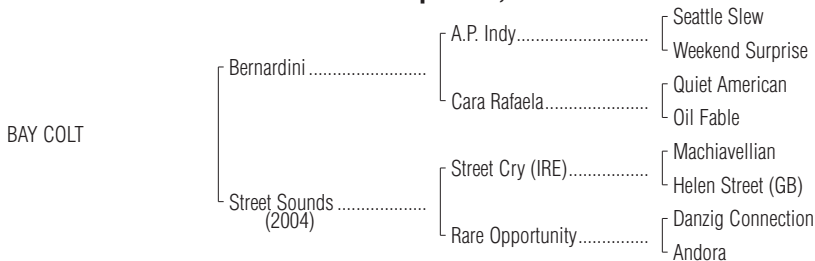 Seattle Slew
A.P. Indy
Weekend Surprise
Bernardini
Quiet American
Cara Rafaela
Oil Fable
BAY COLT
Machiavellian
Street Cry (IRE)
Helen Street (GB)
Street Sounds
(2004)
Danzig Connection
Rare Opportunity
Andora